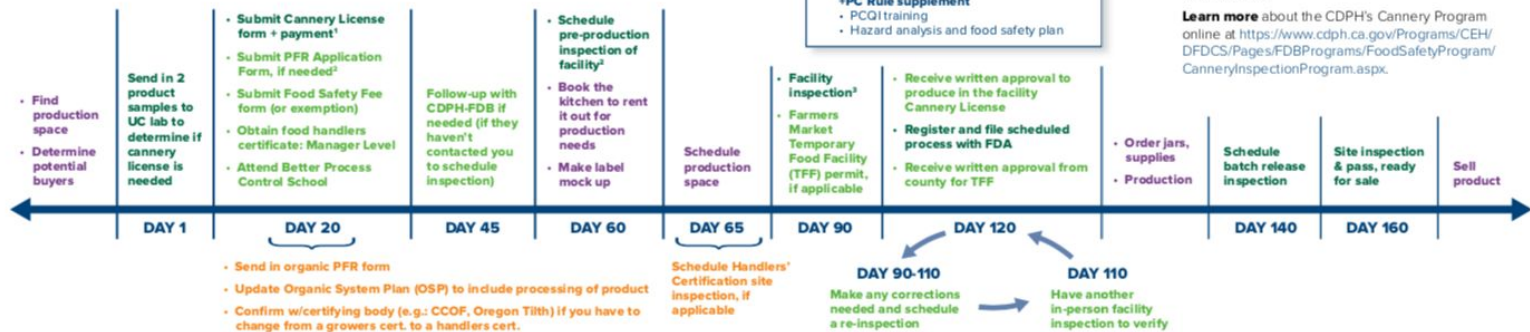 +PC Rule supplement
• PCQI training
• Hazard analysis and food safety plan
Learn more about the CDPH's Cannery Program
online at https://www.cdph.ca.gov/Programs/CEH/
DFDCS/Pages/FDBPrograms/FoodSafetyProgram/
CanneryInspectionProgram.aspx.
• Find
production
space
• Determine
potential
buyers
Send in 2
product
samples to
UC lab to
determine if
cannery
license is
needed
• Submit Cannery License
form + payment¹
• Submit PFR Application
Form, if needed²
• Submit Food Safety Fee
form (or exemption)
• Obtain food handlers
certificate: Manager Level
• Attend Better Process
Control School
Follow-up with
CDPH-FDB if
needed (if they
haven't
contacted you
to schedule
inspection)
• Schedule
pre-production
inspection of
facility²
• Book the
kitchen to rent
it out for
production
needs
• Make label
mock up
Schedule
production
space
• Facility
inspection³
• Farmers
Market
Temporary
Food Facility
(TFF) permit,
if applicable
• Receive written approval to
produce in the facility
Cannery License
• Register and file scheduled
process with FDA
• Receive written approval from
county for TFF
• Order jars,
supplies
• Production
Schedule
batch release
inspection
Site inspection
& pass, ready
for sale
Sell
product
DAY 1
DAY 20
DAY 45
DAY 60
DAY 65
DAY 90
DAY 120
DAY 140
DAY 160
• Send in organic PFR form
• Update Organic System Plan (OSP) to include processing of product
• Confirm w/certifying body (e.g.: CCOF, Oregon Tilth) if you have to
change from a growers cert. to a handlers cert.
Schedule Handlers'
Certification site
inspection, if
applicable
DAY 90-110
Make any corrections
needed and schedule
a re-inspection
DAY 110
Have another
in-person facility
inspection to verify